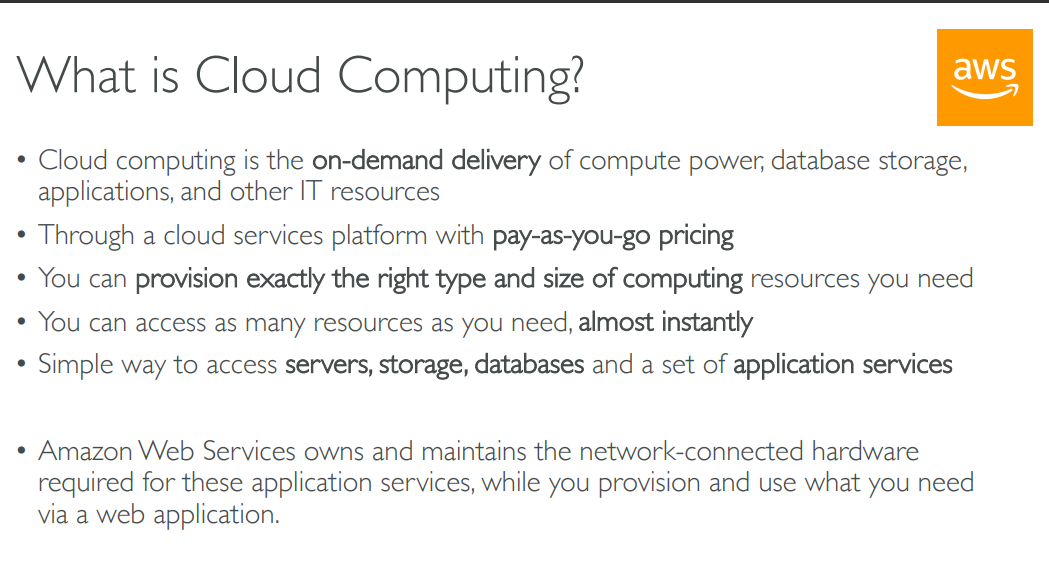 What is Cloud Computing?
aws
• Cloud computing is the on-demand delivery of compute power, database storage,
applications, and other IT resources
• Through a cloud services platform with pay-as-you-go pricing
• You can provision exactly the right type and size of computing resources you need
• You can access as many resources as you need, almost instantly
• Simple way to access servers, storage, databases and a set of application services
• Amazon Web Services owns and maintains the network-connected hardware
required for these application services, while you provision and use what you need
via a web application.